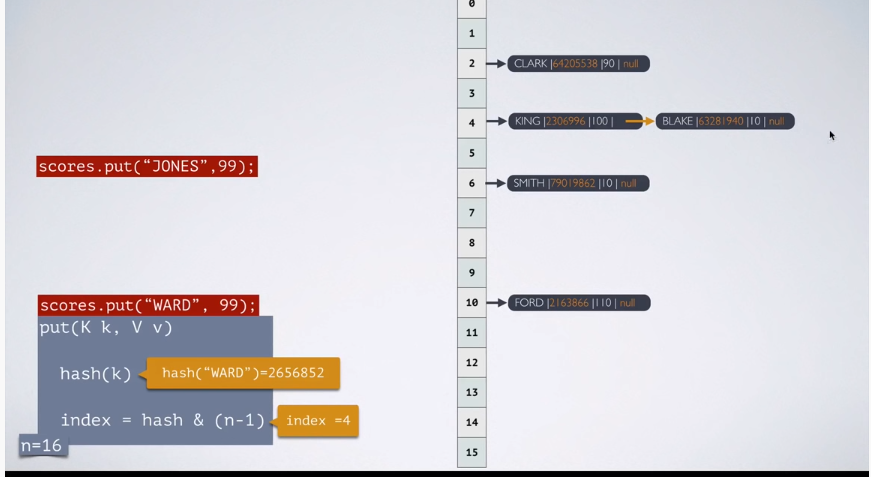 scores.put(“JONES”,99);
scores.put(“WARD”, 99);
put(K k, V v)
hash(k)
hash(“WARD”)=2656852
index = hash & (n-1)
index =4
n=16
0
1
2
CLARK |64205538 |90 | null
3
4
KING |2306996 |100 |
BLAKE |63281940 |10 | null
5
6
SMITH |79019862 |10 | null
7
8
9
10
FORD |2163866 |110 | null
11
12
13
14
15